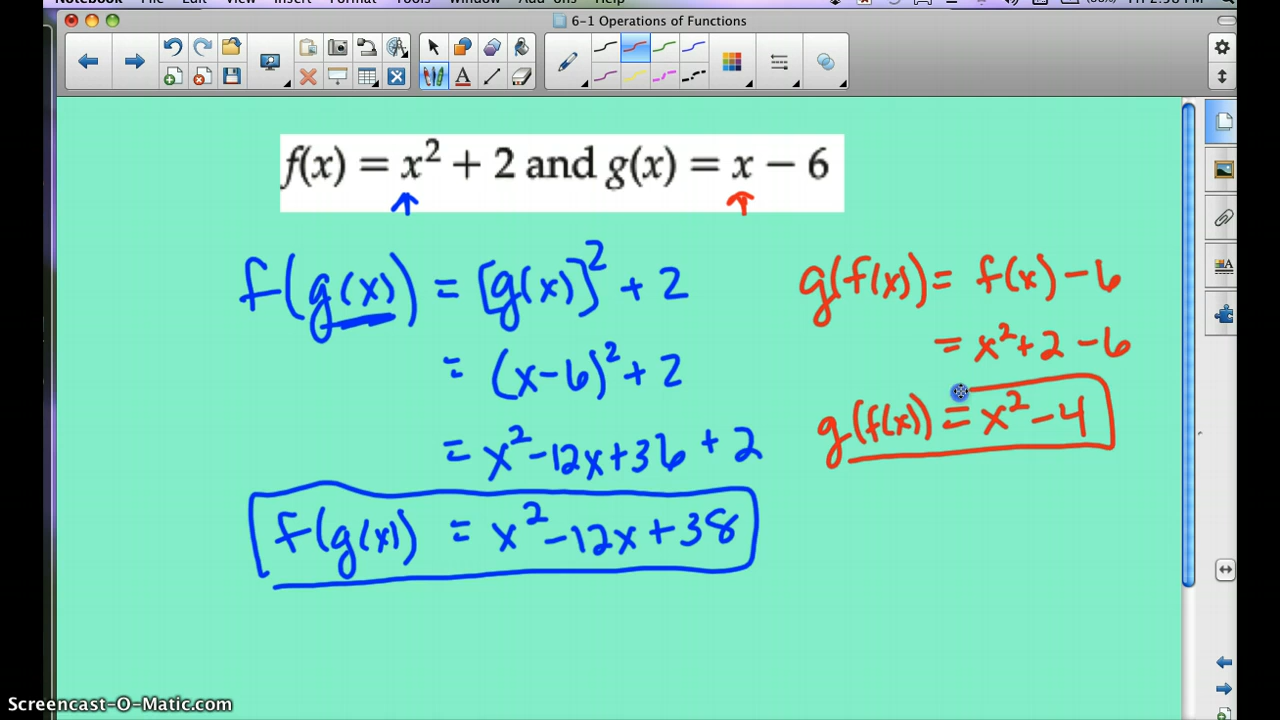 6-1 Operations of Functions
f(x) = x² + 2 and g(x) = x − 6
f(g(x)) = [g(x)]² + 2
= (x-6)² + 2
= x² -12x+36 + 2
f(g(x) = x² -12x+38
g(f(x)) = f(x) -6
= x² + 2 -6
g(f(x)) = x² -4
Screencast-O-Matic.com